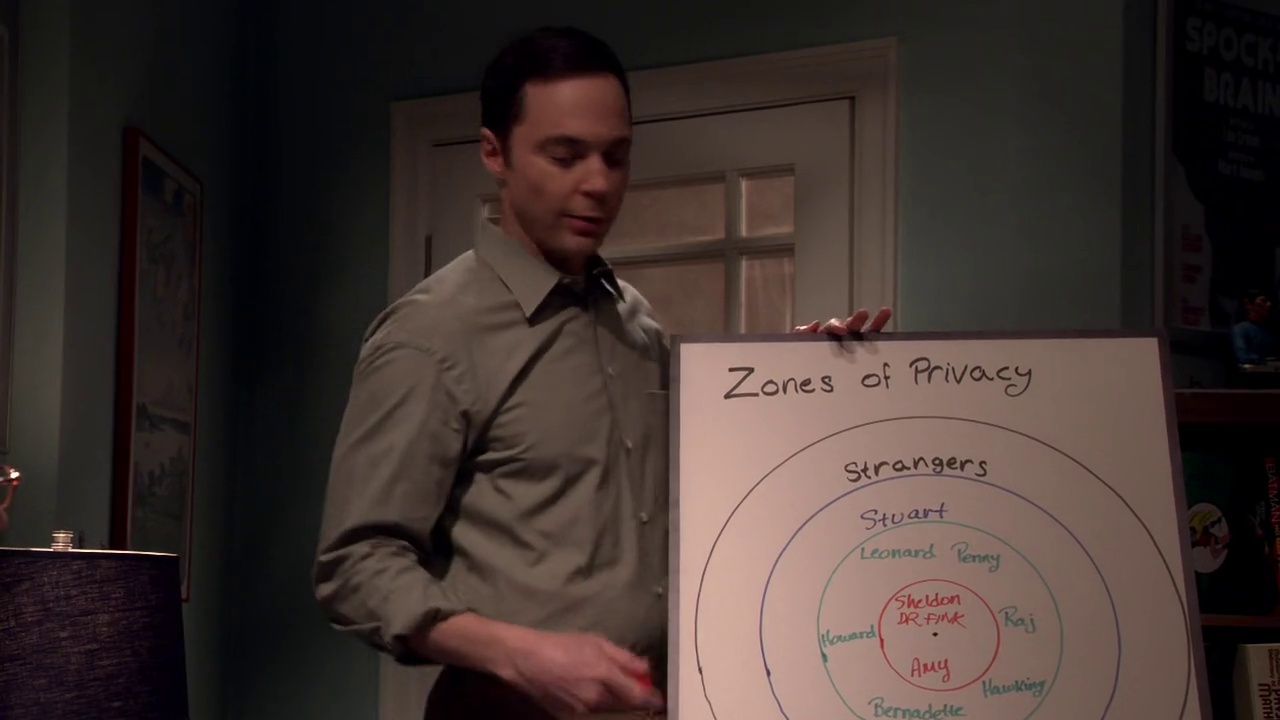 SPOCK
BRAIN
Zones of Privacy
Strangers
Stuart
Leonard Penny
Sheldon
DR. FINK
Howard
Raj
Amy
Hawking
Bernadette